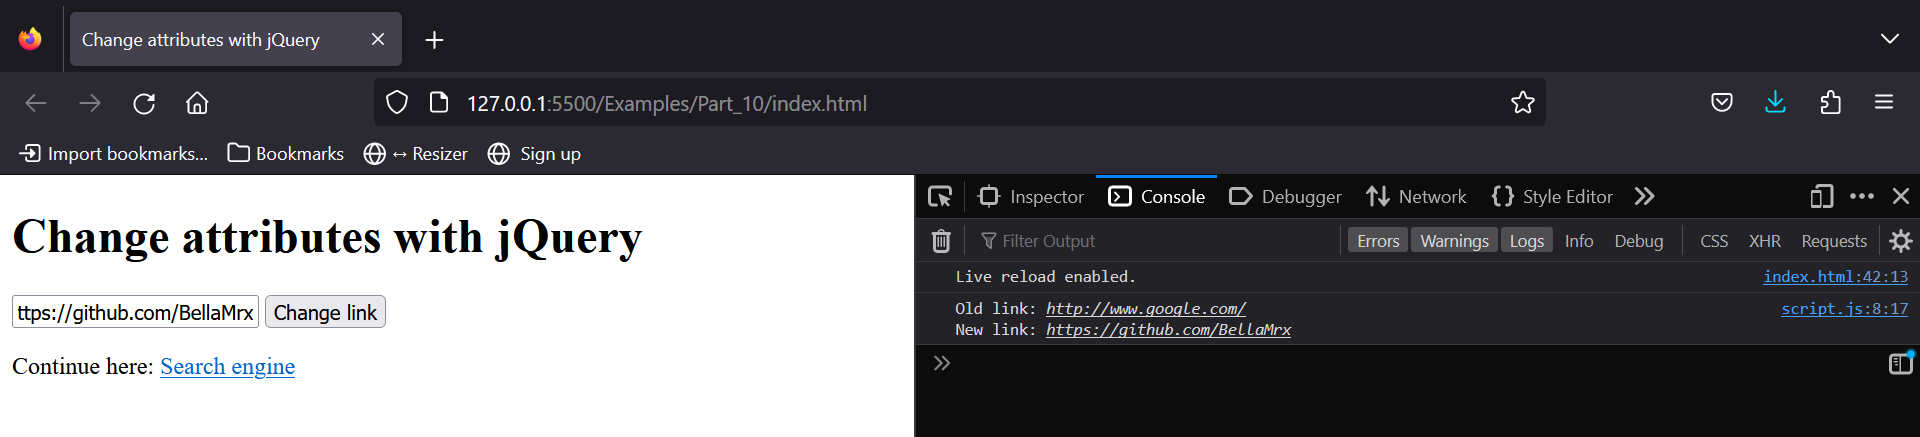 Change attributes with jQuery
127.0.0.1:5500/Examples/Part_10/index.html
Import bookmarks... Bookmarks ↔ Resizer Sign up
Change attributes with jQuery
ttps://github.com/BellaMrx Change link
Continue here: Search engine
Inspector Console Debugger Network Style Editor
Filter Output Errors Warnings Logs Info Debug CSS XHR Requests
Live reload enabled. index.html:42:13
Old link: http://www.google.com/ script.js:8:17
New link: https://github.com/BellaMrx